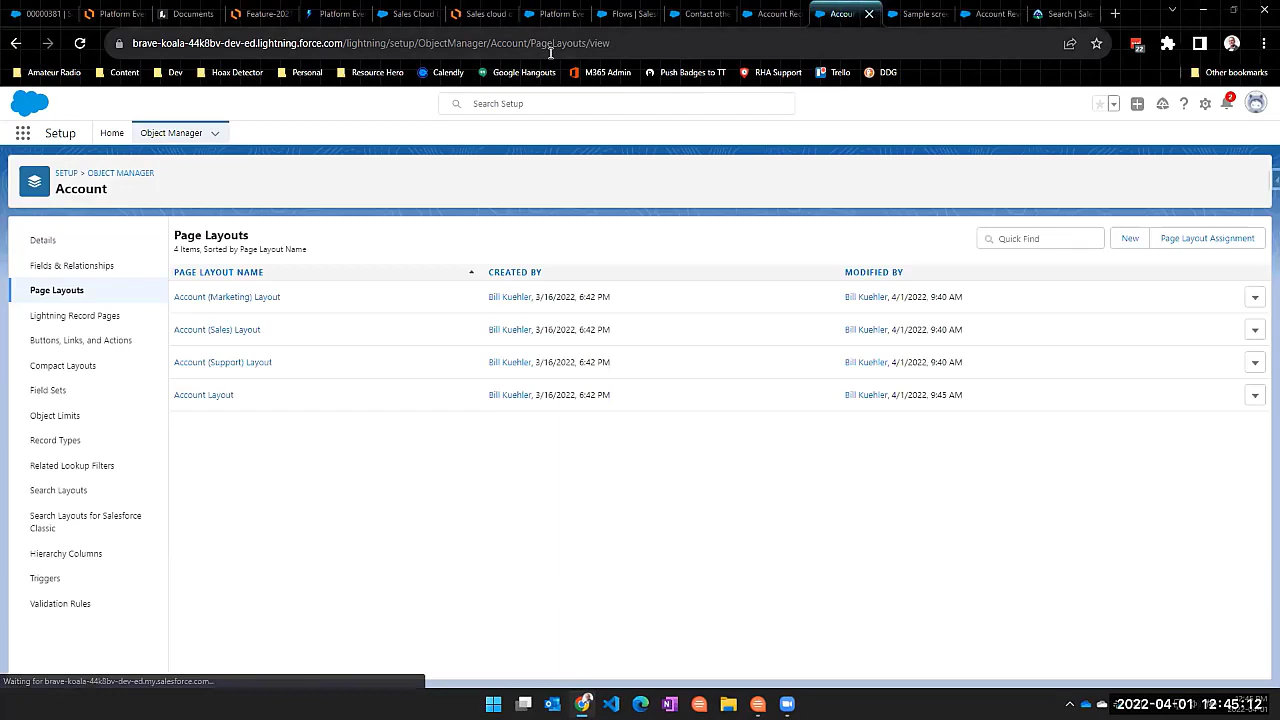 00000381 | S
Platform Eve
Documents
Feature-202
Platform Eve
Sales Cloud
Sales cloud
Platform Eve
Flows | Sales
Contact othe
Account Rec
Accou
Sample scre
Account Rev
Search | Sale
brave-koala-44k8bv-dev-ed.lightning.force.com/lightning/setup/ObjectManager/Account/PageLayouts/view
22
Amateur Radio
Content
Dev
Hoax Detector
Personal
Resource Hero
Calendly
Google Hangouts
M365 Admin
Push Badges to TT
RHA Support
Trello
DDG
Other bookmarks
Search Setup
2
Setup
Home
Object Manager
SETUP > OBJECT MANAGER
Account
Details
Fields & Relationships
Page Layouts
Lightning Record Pages
Buttons, Links, and Actions
Compact Layouts
Field Sets
Object Limits
Record Types
Related Lookup Filters
Search Layouts
Search Layouts for Salesforce
Classic
Hierarchy Columns
Triggers
Validation Rules
Page Layouts
4 Items, Sorted by Page Layout Name
Quick Find
New
Page Layout Assignment
PAGE LAYOUT NAME CREATED BY MODIFIED BY
Account (Marketing) Layout Bill Kuehler, 3/16/2022, 6:42 PM Bill Kuehler, 4/1/2022, 9:40 AM
Account (Sales) Layout Bill Kuehler, 3/16/2022, 6:42 PM Bill Kuehler, 4/1/2022, 9:40 AM
Account (Support) Layout Bill Kuehler, 3/16/2022, 6:42 PM Bill Kuehler, 4/1/2022, 9:40 AM
Account Layout Bill Kuehler, 3/16/2022, 6:42 PM Bill Kuehler, 4/1/2022, 9:45 AM
Waiting for brave-koala-44k8bv-dev-ed.my.salesforce.com...
2022-04-01 12:45:12